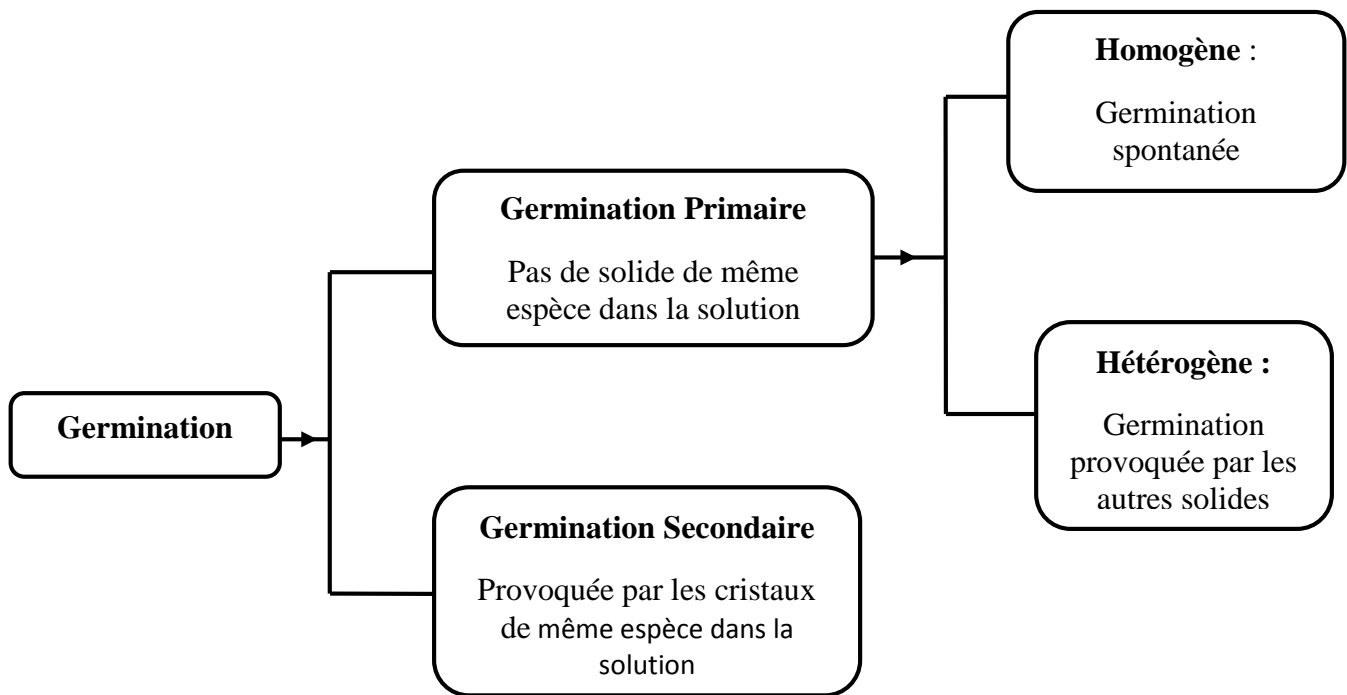 Homogène :
Germination
spontanée
Germination Primaire
Pas de solide de même
espèce dans la solution
Hétérogène :
Germination
provoquée par les
autres solides
Germination
Germination Secondaire
Provoquée par les cristaux
de même espèce dans la
solution